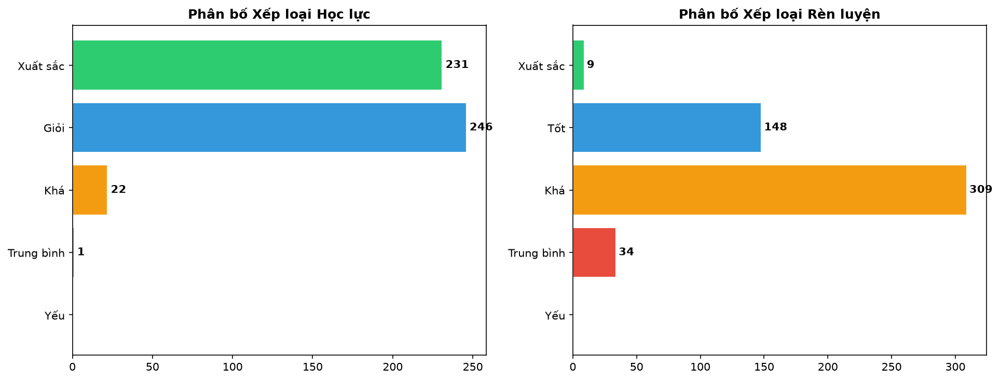 Phân bố Xếp loại Học lực
Xuất sắc
231
Giỏi
246
Khá
22
Trung bình
1
Yếu
0 50 100 150 200 250
Phân bố Xếp loại Rèn luyện
Xuất sắc
9
Tốt
148
Khá
309
Trung bình
34
Yếu
0 50 100 150 200 250 300